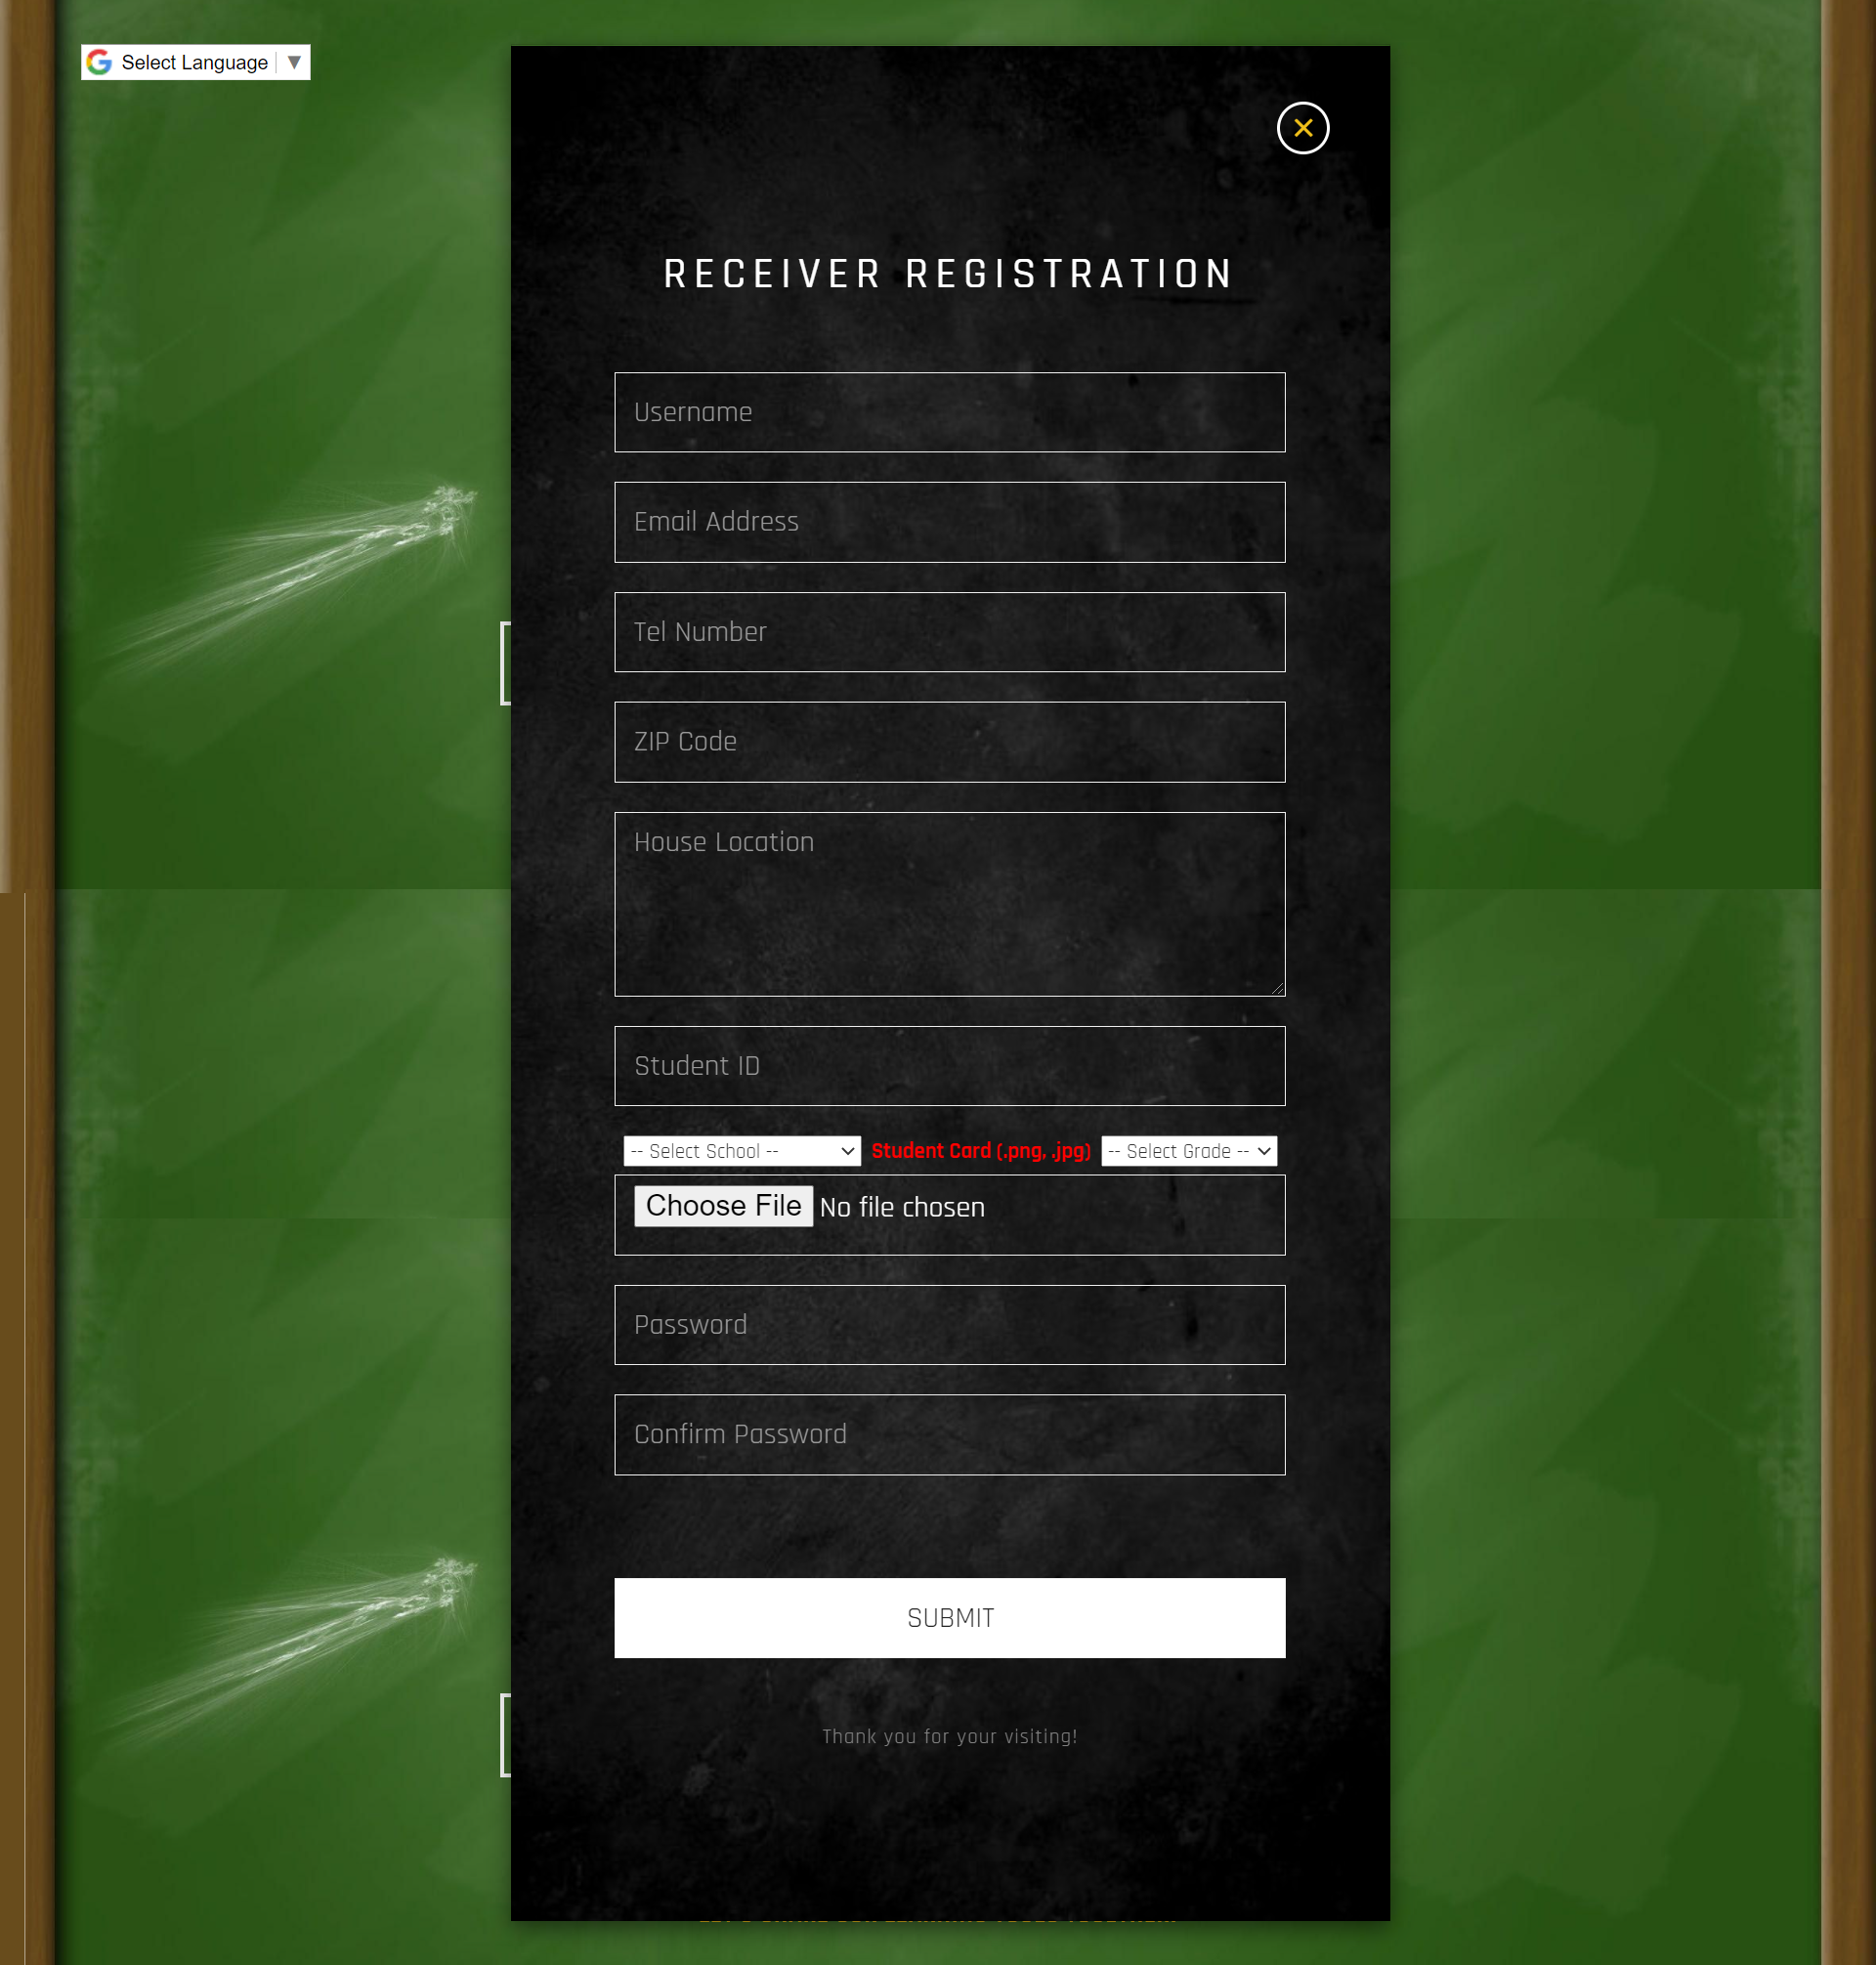 Select Language ▼
RECEIVER REGISTRATION
Username
Email Address
Tel Number
ZIP Code
House Location
Student ID
-- Select School -- Student Card (.png, .jpg) -- Select Grade --
Choose File No file chosen
Password
Confirm Password
SUBMIT
Thank you for your visiting!